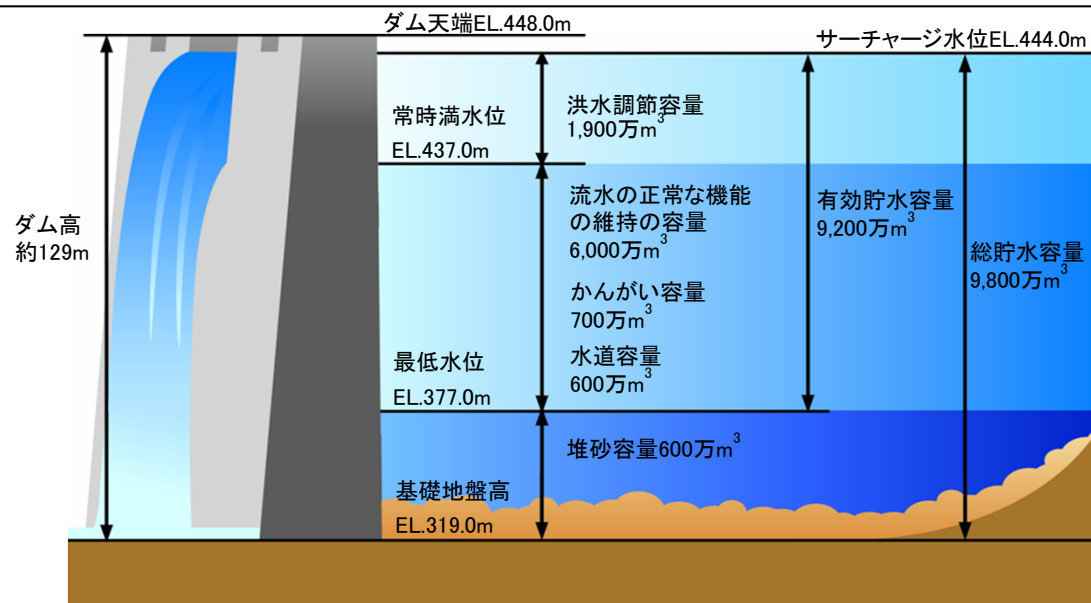 ダム天端EL.448.0m
サーチャージ水位EL.444.0m
常時満水位
EL.437.0m
洪水調節容量
1,900万m³
ダム高
約129m
流水の正常な機能
の維持の容量
6,000万m³
有効貯水容量
9,200万m³
総貯水容量
9,800万m³
かんがい容量
700万m³
最低水位
EL.377.0m
水道容量
600万m³
堆砂容量600万m³
基礎地盤高
EL.319.0m